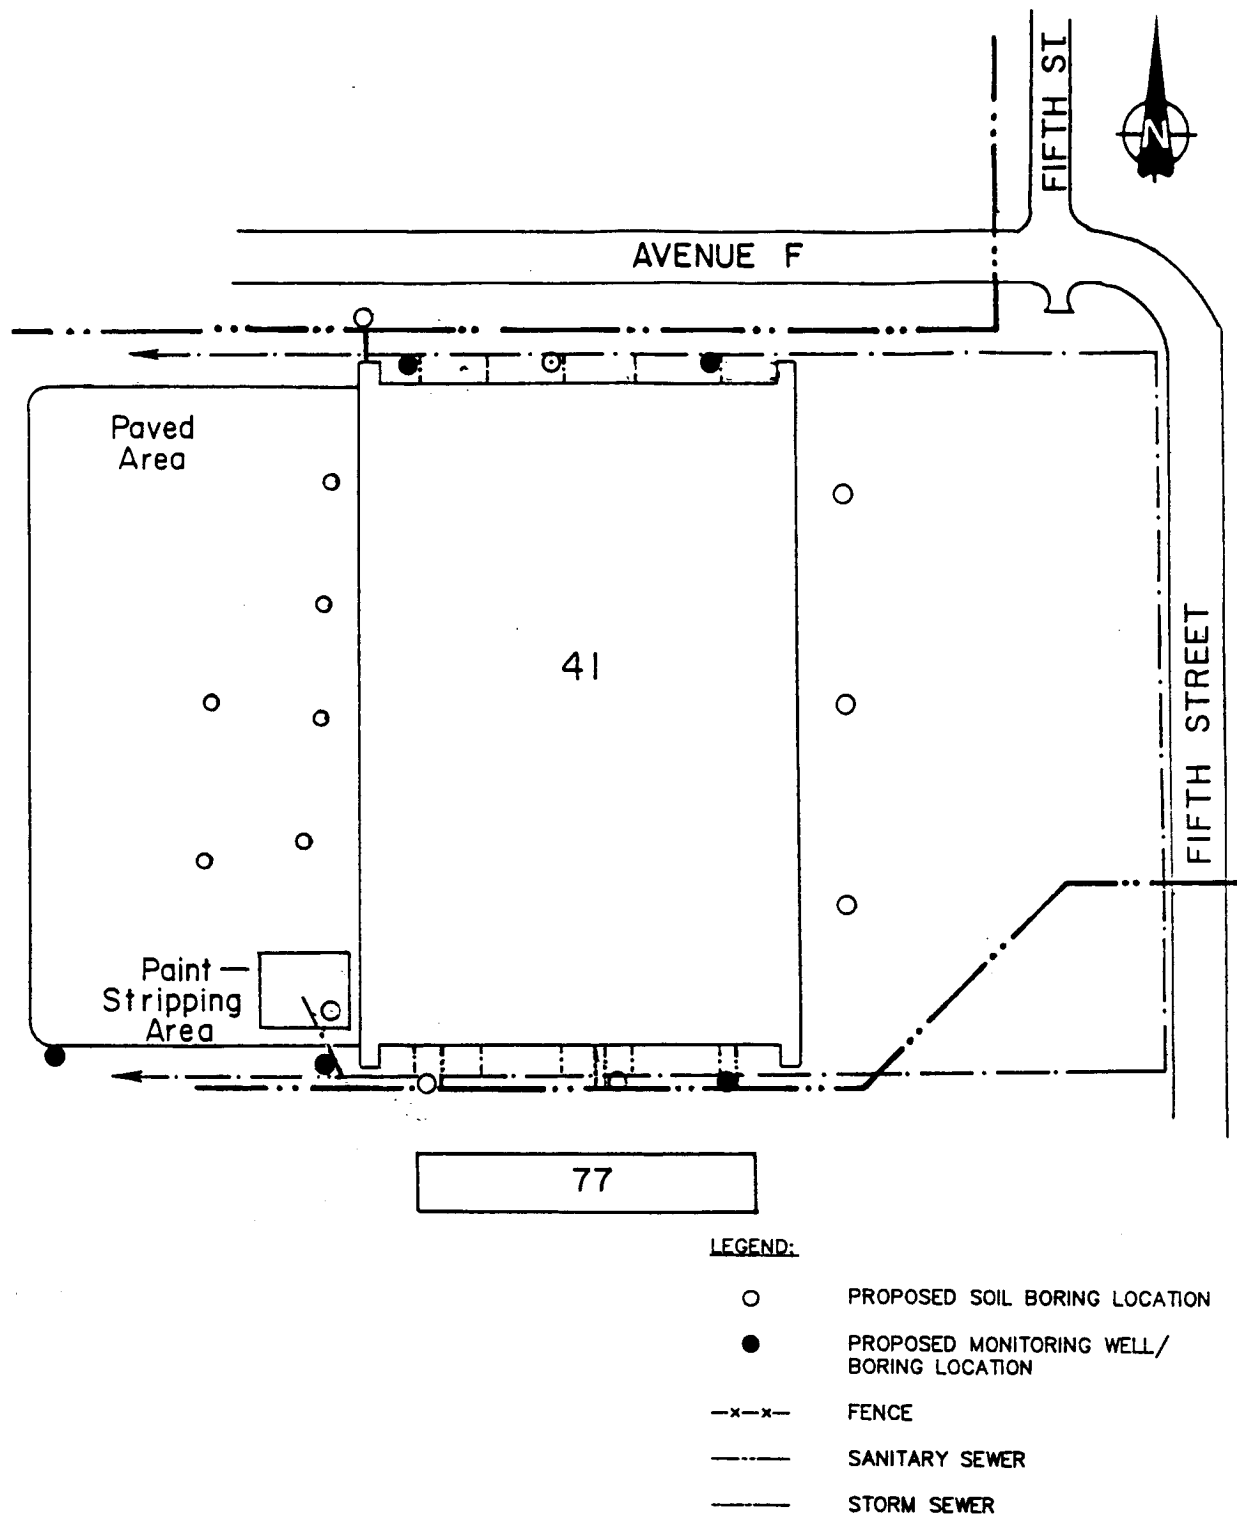 FIFTH ST
N
AVENUE F
Paved
Area
41
FIFTH STREET
Paint
Stripping
Area
77
LEGEND:
PROPOSED SOIL BORING LOCATION
PROPOSED MONITORING WELL/
BORING LOCATION
FENCE
SANITARY SEWER
STORM SEWER